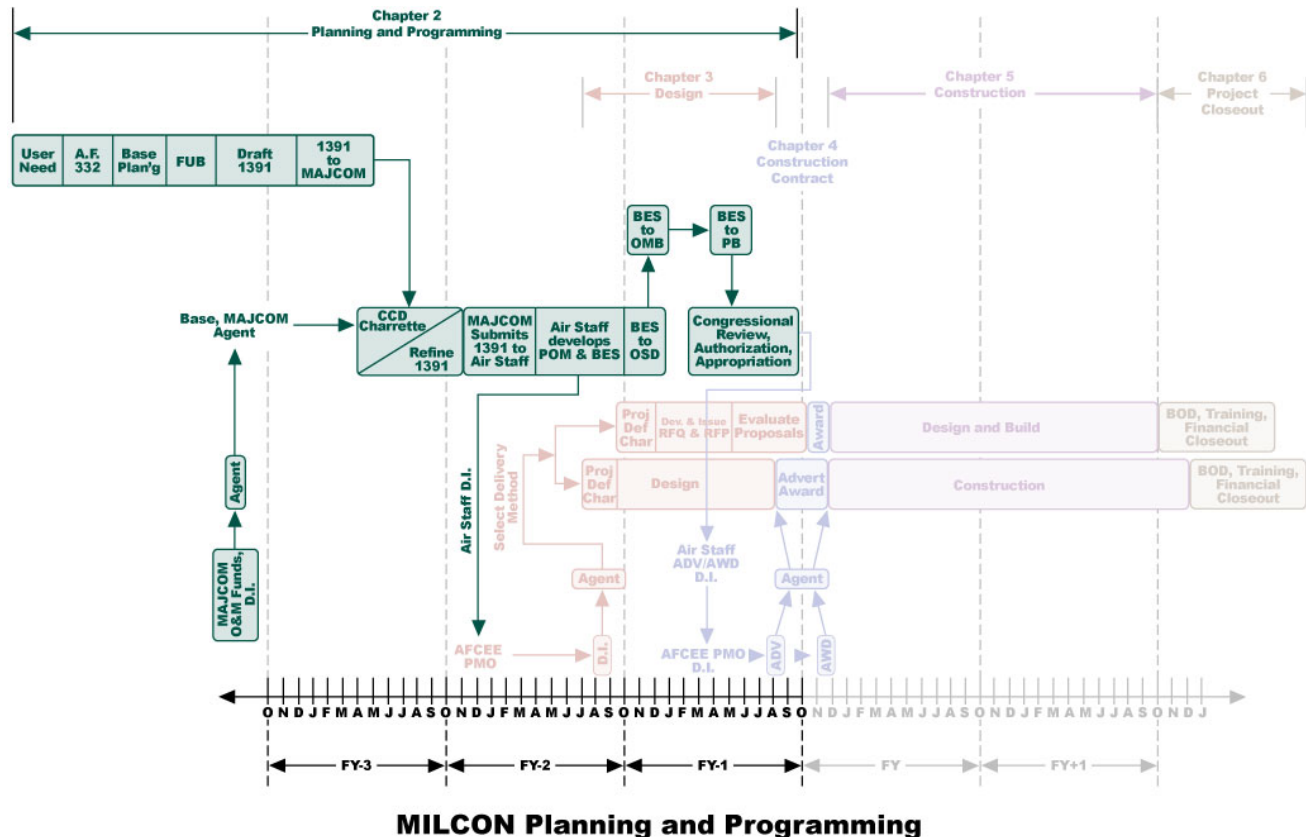 Chapter 2
Planning and Programming
Chapter 3
Design
Chapter 5
Construction
Chapter 6
Project
Closeout
Chapter 4
Construction
Contract
User
Need
A.F.
332
Base
Plan'g
FUB
Draft
1391
1391
to
MAJCOM
BES
to
OMB
BES
to
PB
Base, MAJCOM
Agent
CCD
Charrette
Refine
1391
MAJCOM
Submits
1391 to
Air Staff
Air Staff
develops
POM & BES
BES
to
OSD
Congressional
Review,
Authorization,
Appropriation
Proj
Def
Char
Dev. & Issue
RFQ & RFP
Evaluate
Proposals
Award
Design and Build
BOD, Training,
Financial
Closeout
Proj
Def
Char
Design
Advert
Award
Construction
BOD, Training,
Financial
Closeout
Agent
MAJCOM
O&M Funds,
D.I.
Air Staff D.I.
Select Delivery
Method
Agent
AFCEE
PMO
D.I.
Air Staff
ADV/AWD
D.I.
Agent
AFCEE PMO
D.I.
ADV
AWD
O N D J F M A M J J A S O N D J F M A M J J A S O N D J F M A M J J A S O N D J F M A M J J A S O N D J F M A M J J A S O N D J
FY-3
FY-2
FY-1
FY
FY+1
MILCON Planning and Programming